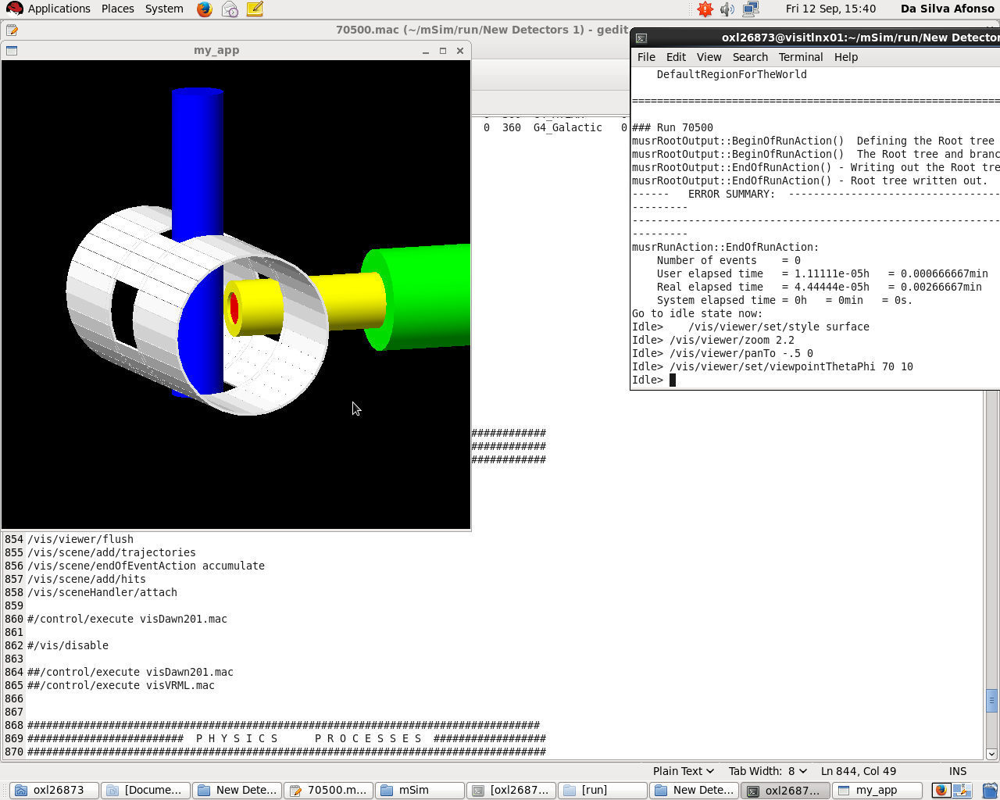 Applications Places System Fri 12 Sep, 15:40 Da Silva Afonso
70500.mac (~/mSim/run/New Detectors 1) - gedit
my_app
0 360 G4_Galactic 0
############
############
############
854 /vis/viewer/flush
855 /vis/scene/add/trajectories
856 /vis/scene/endOfEventAction accumulate
857 /vis/scene/add/hits
858 /vis/sceneHandler/attach
859
860 #/control/execute visDawn201.mac
861
862 #/vis/disable
863
864 ##/control/execute visDawn201.mac
865 ##/control/execute visVRML.mac
866
867
868 ##################################################################################
869 ######################### P H Y S I C S      P R O C E S S E S ##################
870 ###################################################################################
Plain Text Tab Width: 8 Ln 844, Col 49 INS
oxl26873@visitlnx01:~/mSim/run/New Detector
File Edit View Search Terminal Help
DefaultRegionForTheWorld
===========================================================
### Run 70500
musrRootOutput::BeginOfRunAction()  Defining the Root tree
musrRootOutput::BeginOfRunAction()  The Root tree and branc
musrRootOutput::EndOfRunAction() - Writing out the Root tre
musrRootOutput::EndOfRunAction() - Root tree written out.
------   ERROR SUMMARY:  ----------------------------------
---------
-----------------------------------------------------------
---------
musrRunAction::EndOfRunAction:
Number of events    = 0
User elapsed time   = 1.11111e-05h   = 0.000666667min
Real elapsed time   = 4.44444e-05h   = 0.00266667min
System elapsed time = 0h   = 0min   = 0s.
Go to idle state now:
Idle>    /vis/viewer/set/style surface
Idle> /vis/viewer/zoom 2.2
Idle> /vis/viewer/panTo -.5 0
Idle> /vis/viewer/set/viewpointThetaPhi 70 10
Idle>
oxl26873 [Docume... New Dete... 70500.m... mSim [oxl2687... [run] New Dete... oxl2687... my_app